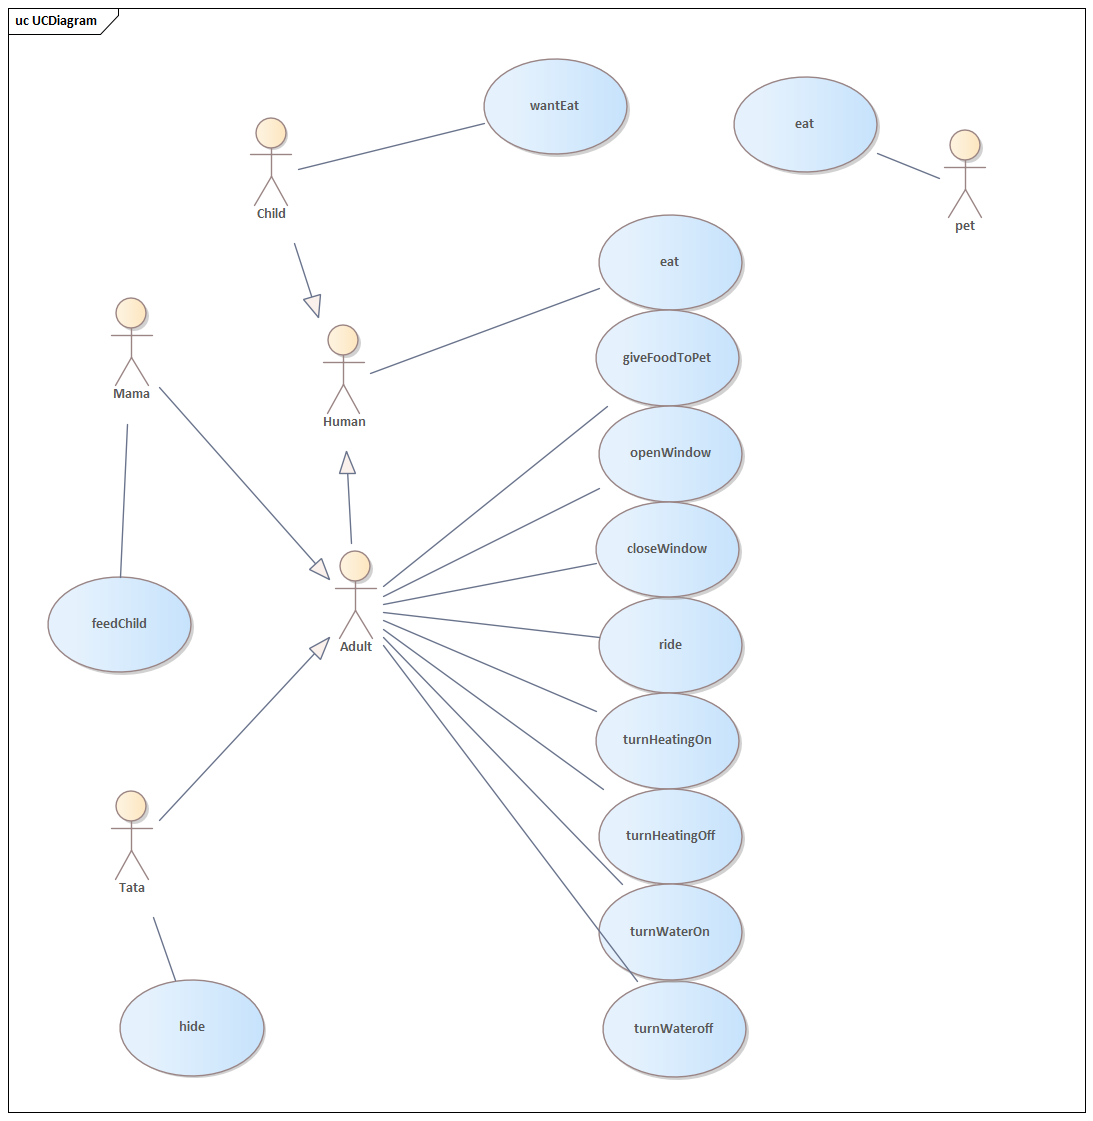 uc UCDiagram
wantEat
eat
Child
pet
eat
Mama
giveFoodToPet
Human
openWindow
closeWindow
feedChild
Adult
ride
turnHeatingOn
turnHeatingOff
Tata
turnWaterOn
hide
turnWateroff